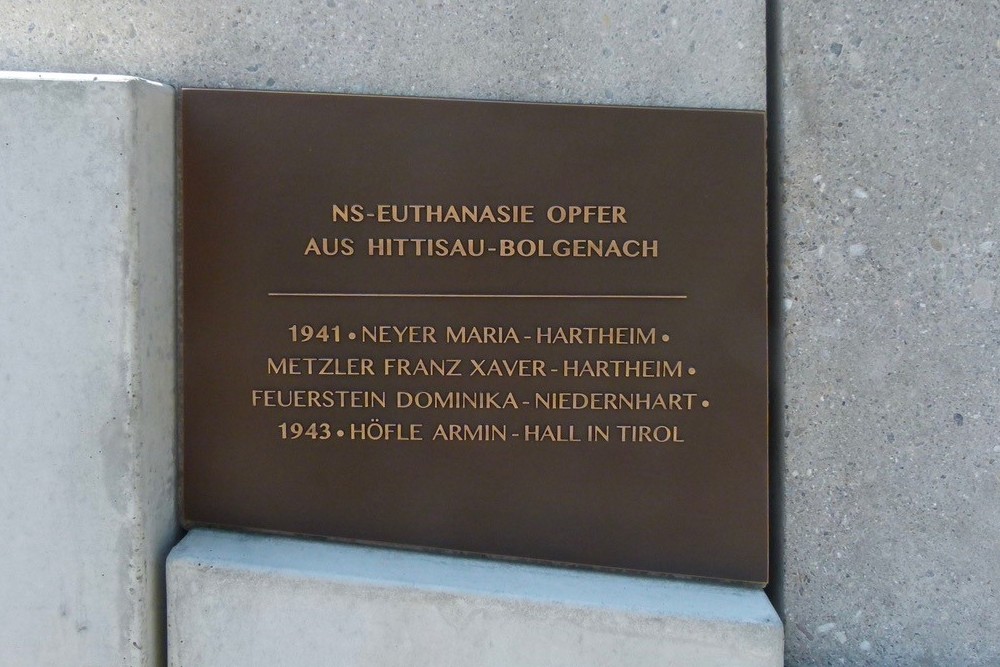 NS-EUTHANASIE OPFER
AUS HITTISAU-BOLGENACH
1941•NEYER MARIA-HARTHEIM•
METZLER FRANZ XAVER-HARTHEIM•
FEUERSTEIN DOMINIKA-NIEDERNHART•
1943•HÖFLE ARMIN-HALL IN TIROL